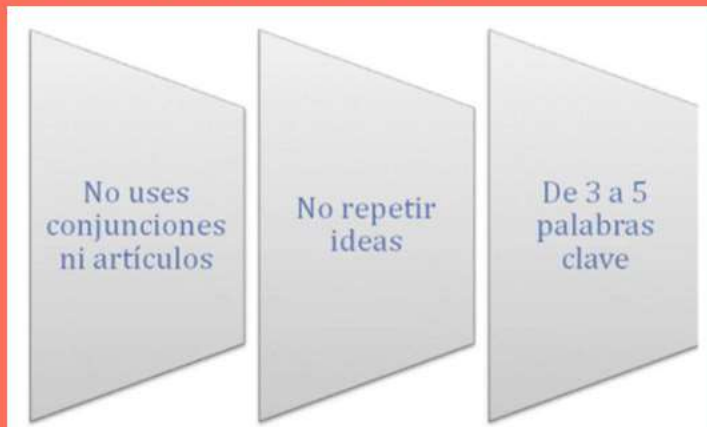 No uses
conjunciones
ni artículos
No repetir
ideas
De 3 a 5
palabras
clave